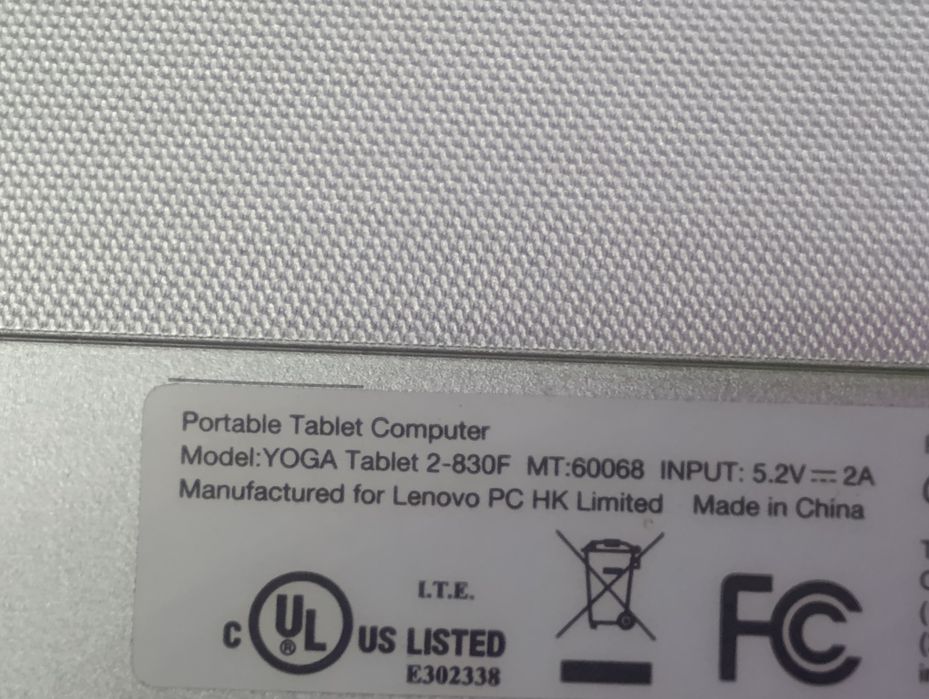 Portable Tablet Computer
Model:YOGA Tablet 2-830F MT:60068 INPUT: 5.2V⎓2A
Manufactured for Lenovo PC HK Limited Made in China
I.T.E.
C UL® US LISTED
E302338
FC